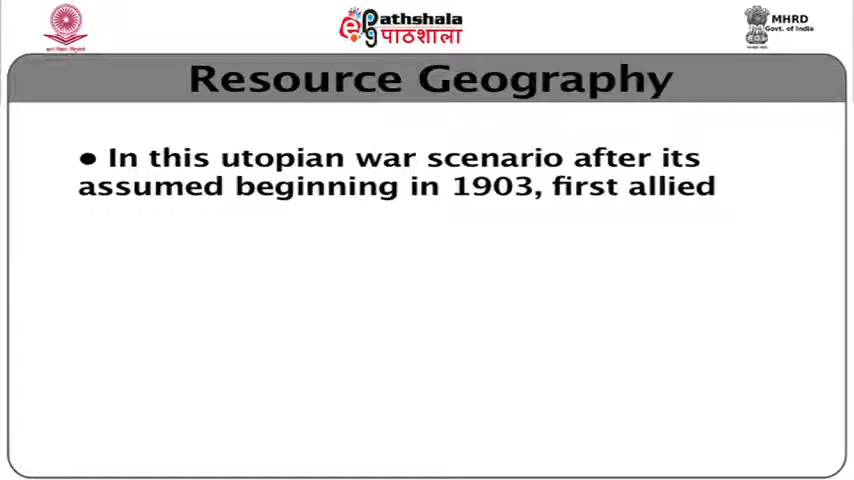 ePathshala
पाठशाला
MHRD
Govt. of India
Resource Geography
● In this utopian war scenario after its
assumed beginning in 1903, first allied